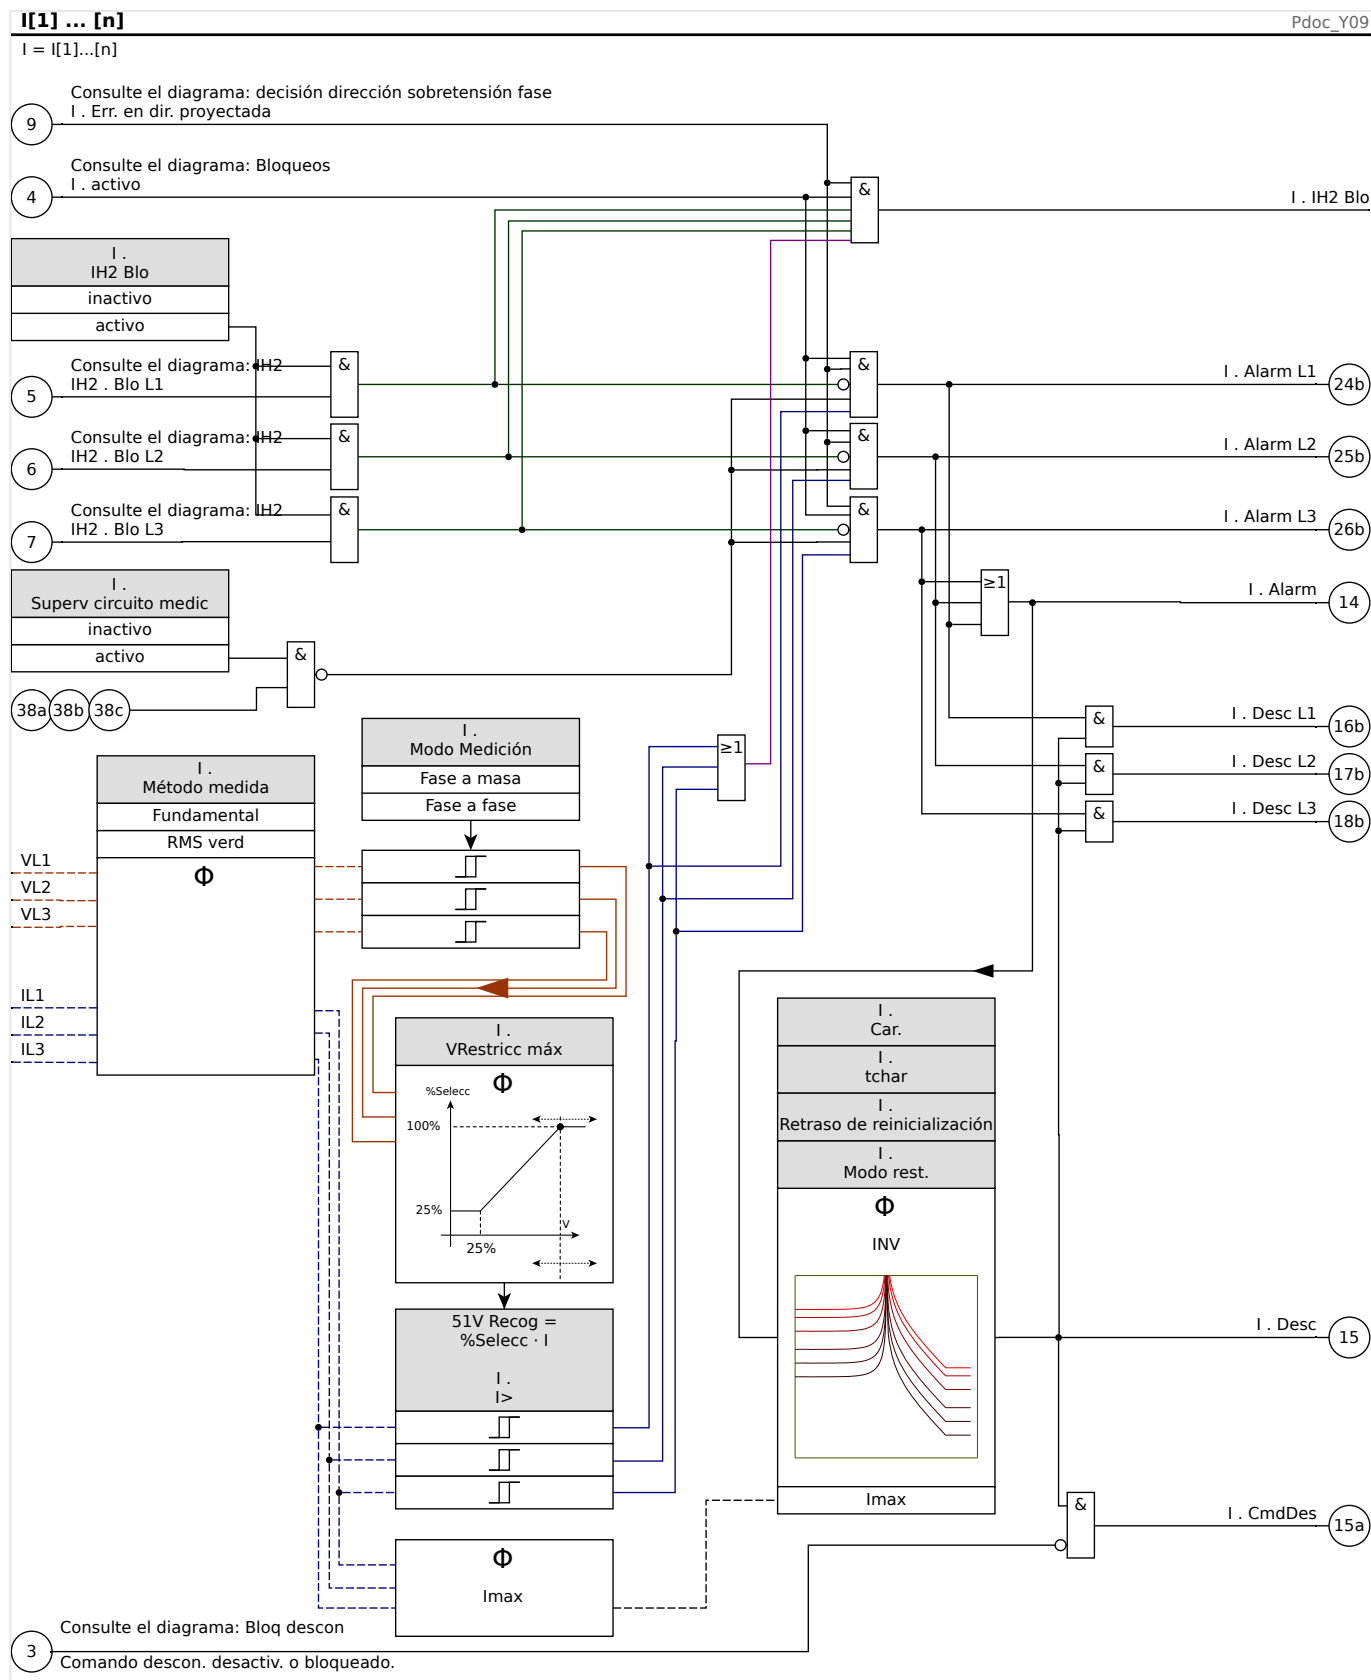 I[1] ... [n]
Pdoc_Y09
I = I[1]...[n]
Consulte el diagrama: decisión dirección sobretensión fase
9
I . Err. en dir. proyectada
Consulte el diagrama: Bloqueos
4
I . activo
&
I . IH2 Blo
I .
IH2 Blo
inactivo
activo
Consulte el diagrama: IH2
5
IH2 . Blo L1
&
&
I . Alarm L1
24b
Consulte el diagrama: IH2
6
IH2 . Blo L2
&
&
I . Alarm L2
25b
Consulte el diagrama: IH2
7
IH2 . Blo L3
&
&
I . Alarm L3
26b
I .
Superv circuito medic
inactivo
activo
&
38a 38b 38c
≥1
I . Alarm
14
I .
Modo Medición
Fase a masa
Fase a fase
≥1
&
I . Desc L1
16b
&
I . Desc L2
17b
&
I . Desc L3
18b
I .
Método medida
Fundamental
RMS verd
Φ
VL1
VL2
VL3
IL1
IL2
IL3
I .
VRestricc máx
Φ
%Selecc
100%
25%
V
25%
I .
Car.
I .
tchar
I .
Retraso de reinicialización
I .
Modo rest.
Φ
INV
Imax
51V Recog =
%Selecc · I
I .
I>
I . Desc
15
&
I . CmdDes
15a
Φ
Imax
Consulte el diagrama: Bloq descon
3
Comando descon. desactiv. o bloqueado.